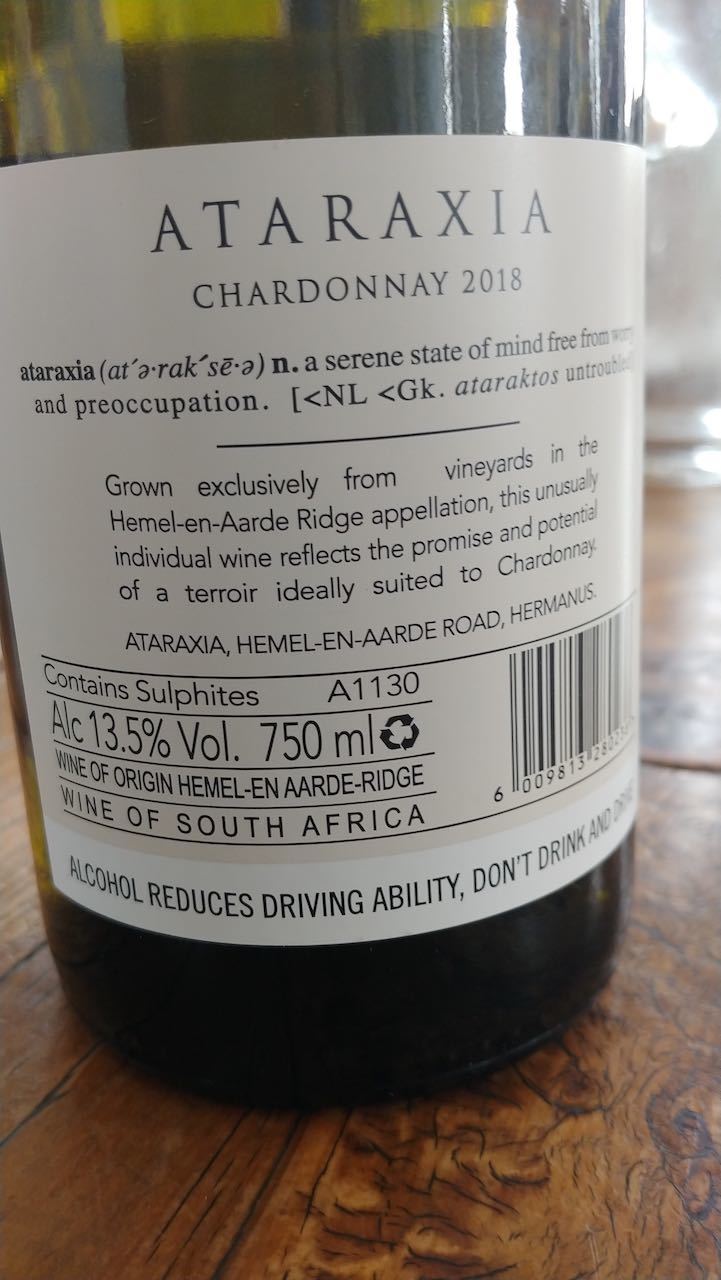 ATARAXIA
CHARDONNAY 2018
ataraxia (at´ə·rak´sē·ə) n. a serene state of mind free from worry
and preoccupation. [<NL <Gk. ataraktos untroubled
Grown exclusively from vineyards in the
Hemel-en-Aarde Ridge appellation, this unusually
individual wine reflects the promise and potential
of a terroir ideally suited to Chardonnay.
ATARAXIA, HEMEL-EN-AARDE ROAD, HERMANUS.
Contains Sulphites A1130
Alc 13.5% Vol. 750 ml
WINE OF ORIGIN HEMEL-EN AARDE-RIDGE
WINE OF SOUTH AFRICA
6 009813
ALCOHOL REDUCES DRIVING ABILITY, DON'T DRINK AND